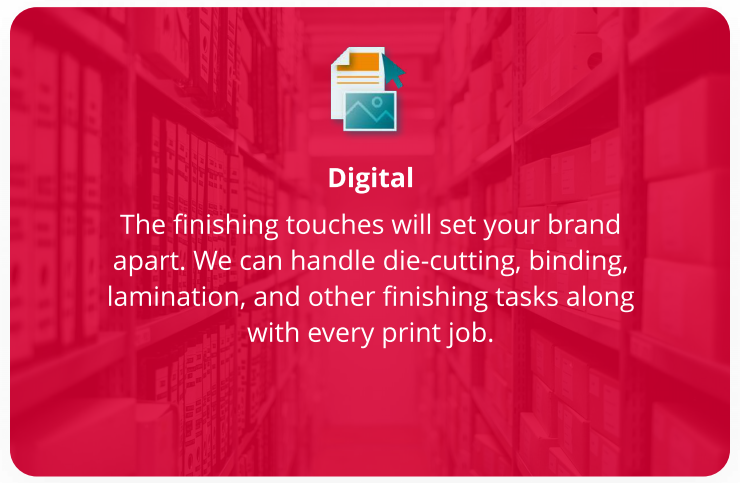 Digital
The finishing touches will set your brand
apart. We can handle die-cutting, binding,
lamination, and other finishing tasks along
with every print job.